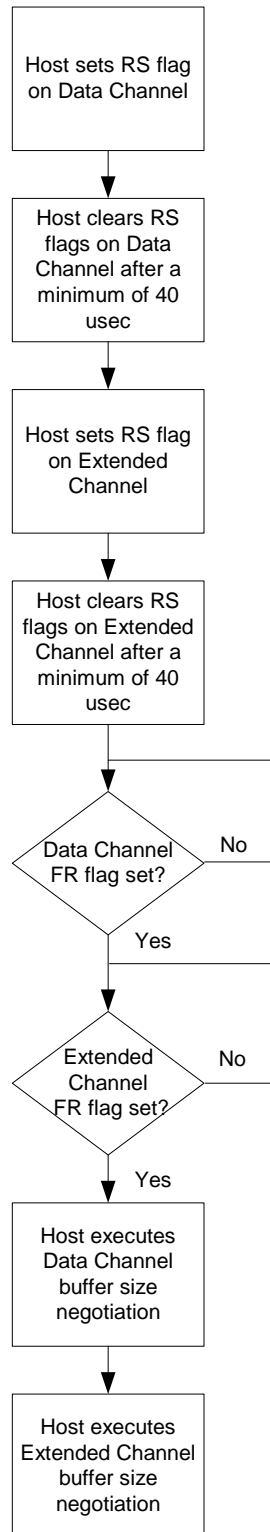 Host sets RS flag
on Data Channel
Host clears RS
flags on Data
Channel after a
minimum of 40
usec
Host sets RS flag
on Extended
Channel
Host clears RS
flags on Extended
Channel after a
minimum of 40
usec
Data Channel
FR flag set?
No
Yes
Extended
Channel
FR flag set?
No
Yes
Host executes
Data Channel
buffer size
negotiation
Host executes
Extended Channel
buffer size
negotiation